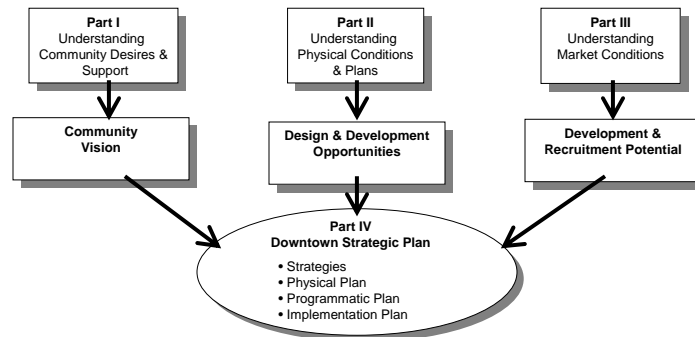 Part I
Understanding
Community Desires &
Support
Part II
Understanding
Physical Conditions
& Plans
Part III
Understanding
Market Conditions
Community
Vision
Design & Development
Opportunities
Development &
Recruitment Potential
Part IV
Downtown Strategic Plan
• Strategies
• Physical Plan
• Programmatic Plan
• Implementation Plan